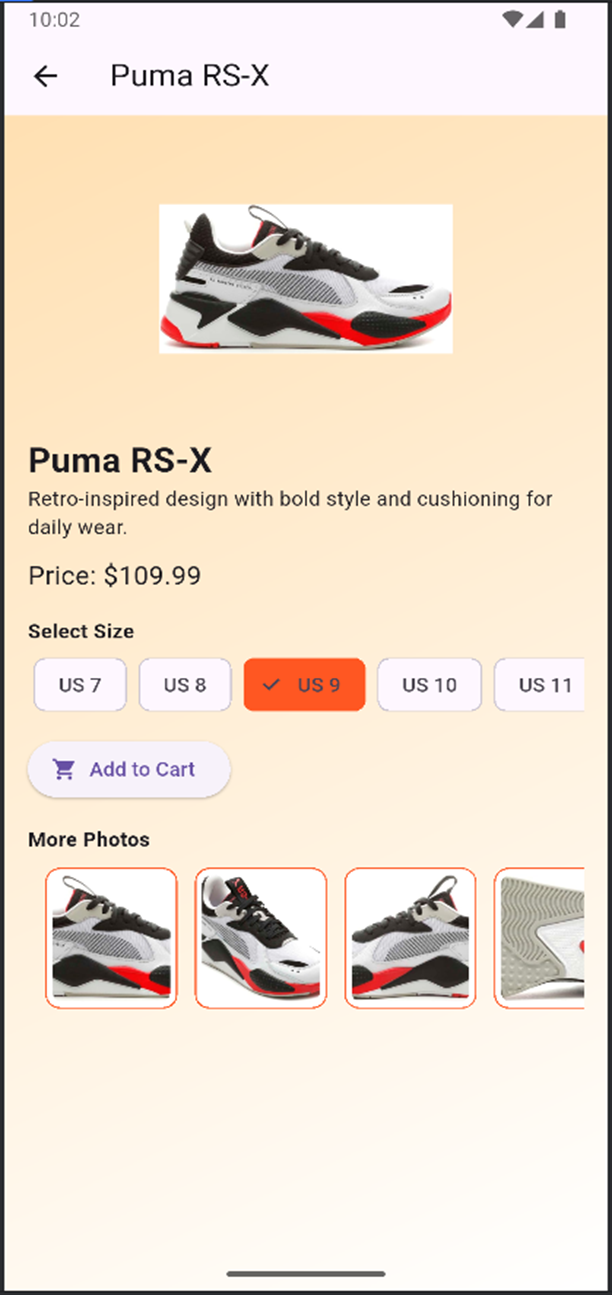 10:02
Puma RS-X
Puma RS-X
Retro-inspired design with bold style and cushioning for
daily wear.
Price: $109.99
Select Size
US 7
US 8
US 9
US 10
US 11
Add to Cart
More Photos